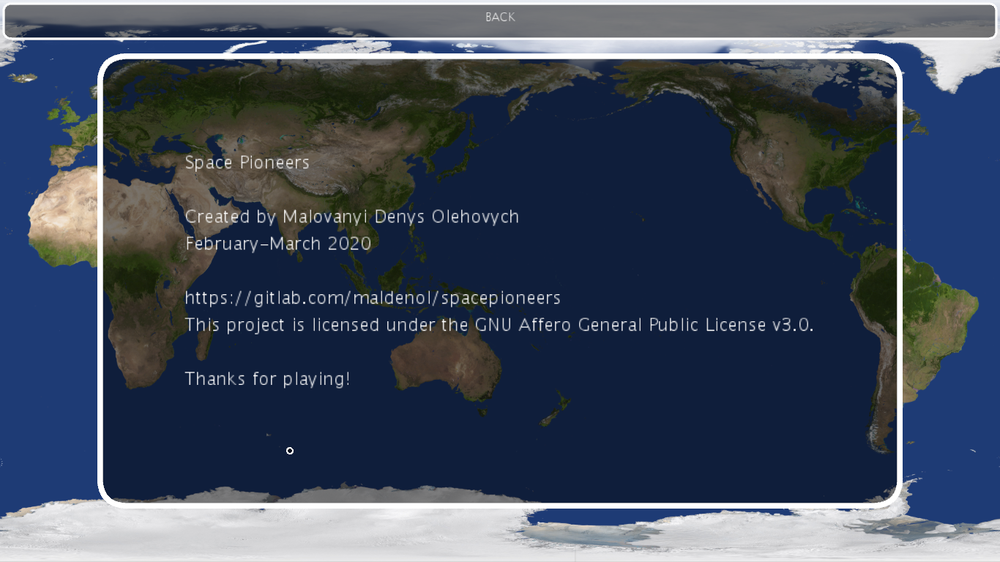 BACK
Space Pioneers
Created by Malovanyi Denys Olehovych
February-March 2020
https://gitlab.com/maldenol/spacepioneers
This project is licensed under the GNU Affero General Public License v3.0.
Thanks for playing!